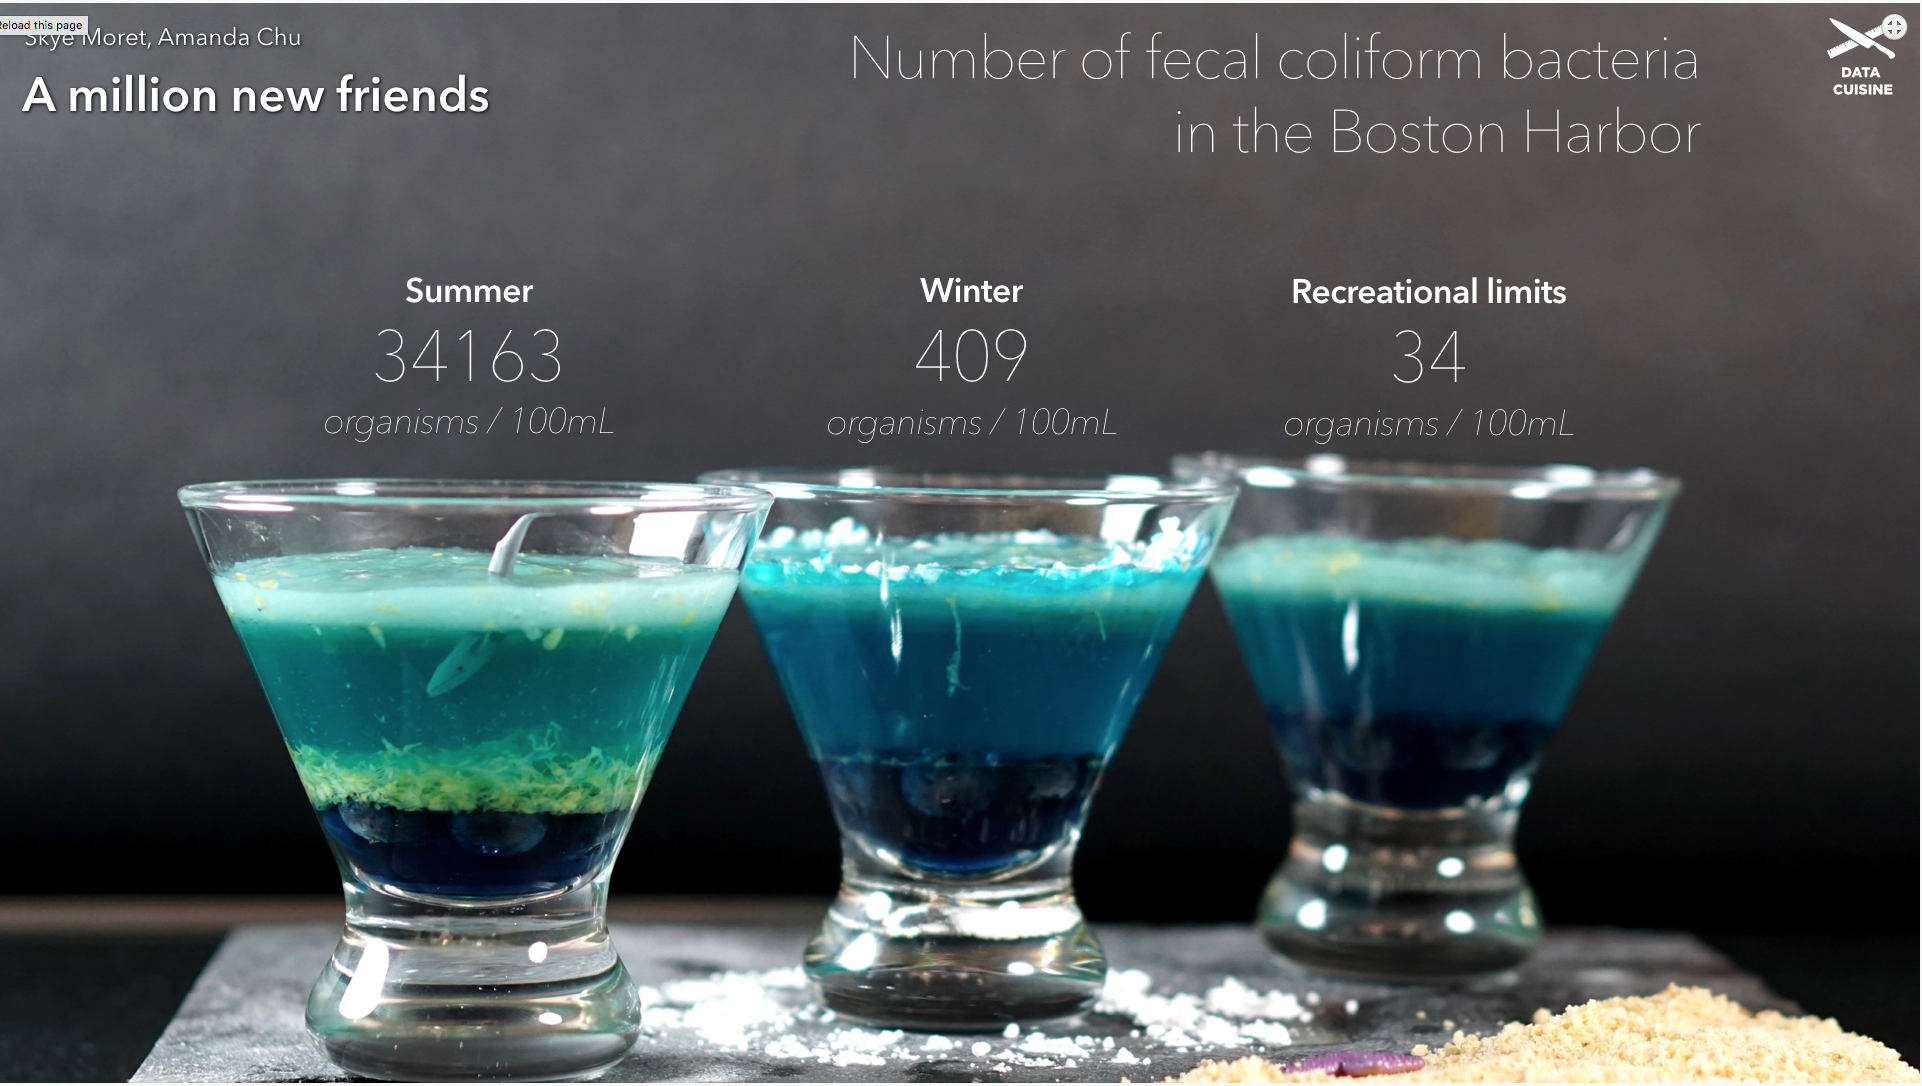 Reload this page
Skye Moret, Amanda Chu
A million new friends
Number of fecal coliform bacteria
in the Boston Harbor
DATA
CUISINE
Summer
34163
organisms / 100mL
Winter
409
organisms / 100mL
Recreational limits
34
organisms / 100mL